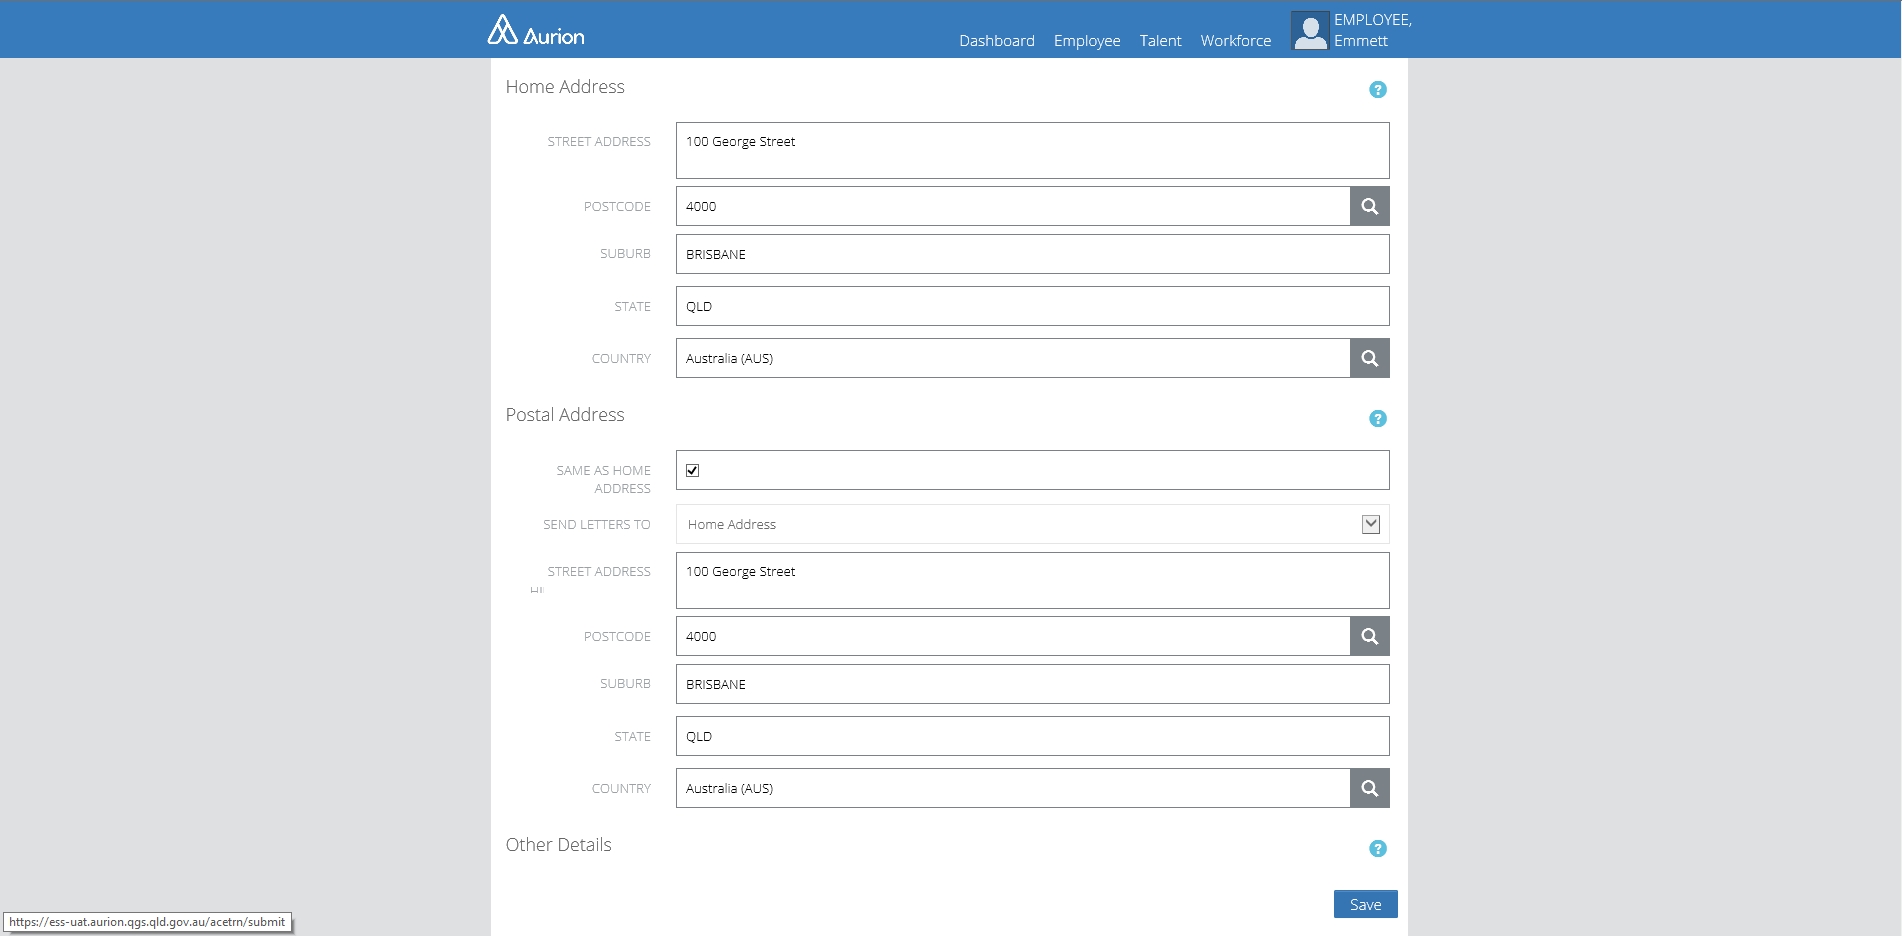 Aurion
Dashboard Employee Talent Workforce
EMPLOYEE,
Emmett
Home Address
?
STREET ADDRESS 100 George Street
POSTCODE 4000
SUBURB BRISBANE
STATE QLD
COUNTRY Australia (AUS)
Postal Address
?
SAME AS HOME
ADDRESS
SEND LETTERS TO Home Address
STREET ADDRESS 100 George Street
POSTCODE 4000
SUBURB BRISBANE
STATE QLD
COUNTRY Australia (AUS)
Other Details
?
Save
https://ess-uat.aurion.qgs.qld.gov.au/acetrn/submit